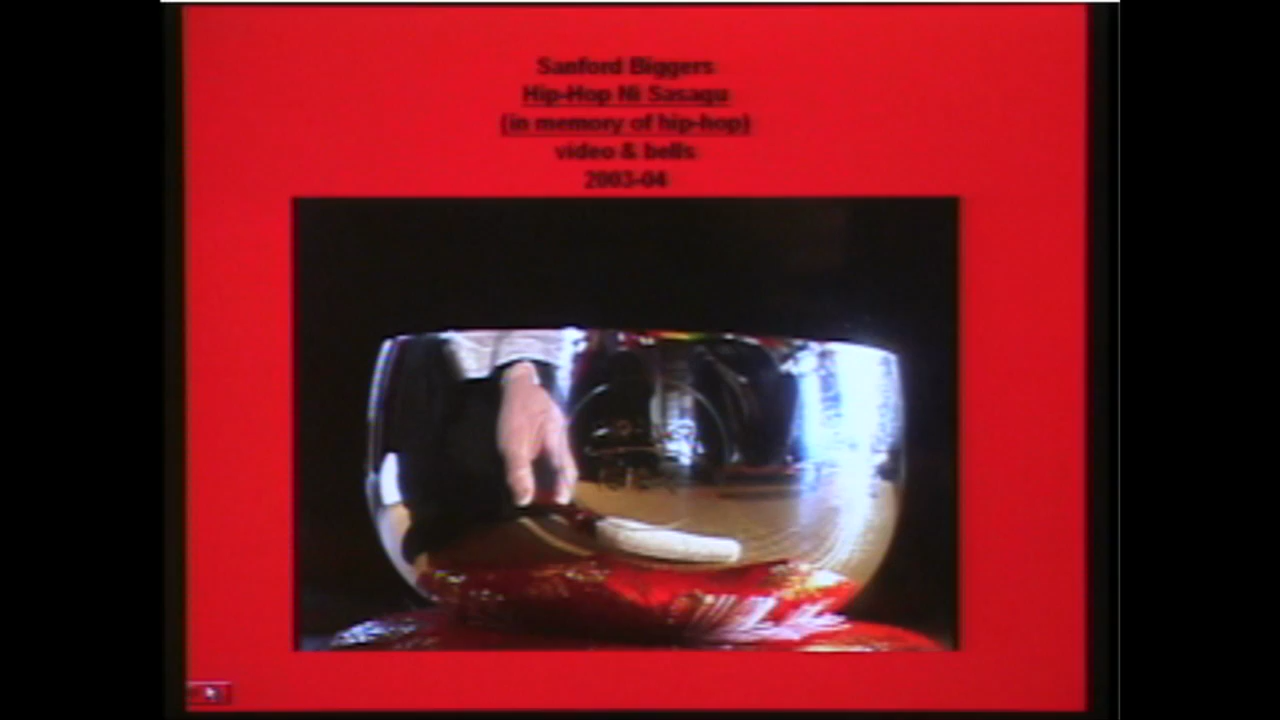 Sanford Biggers
Hip-Hop Ni Sasagu
(in memory of hip-hop)
video & bells
2003-04